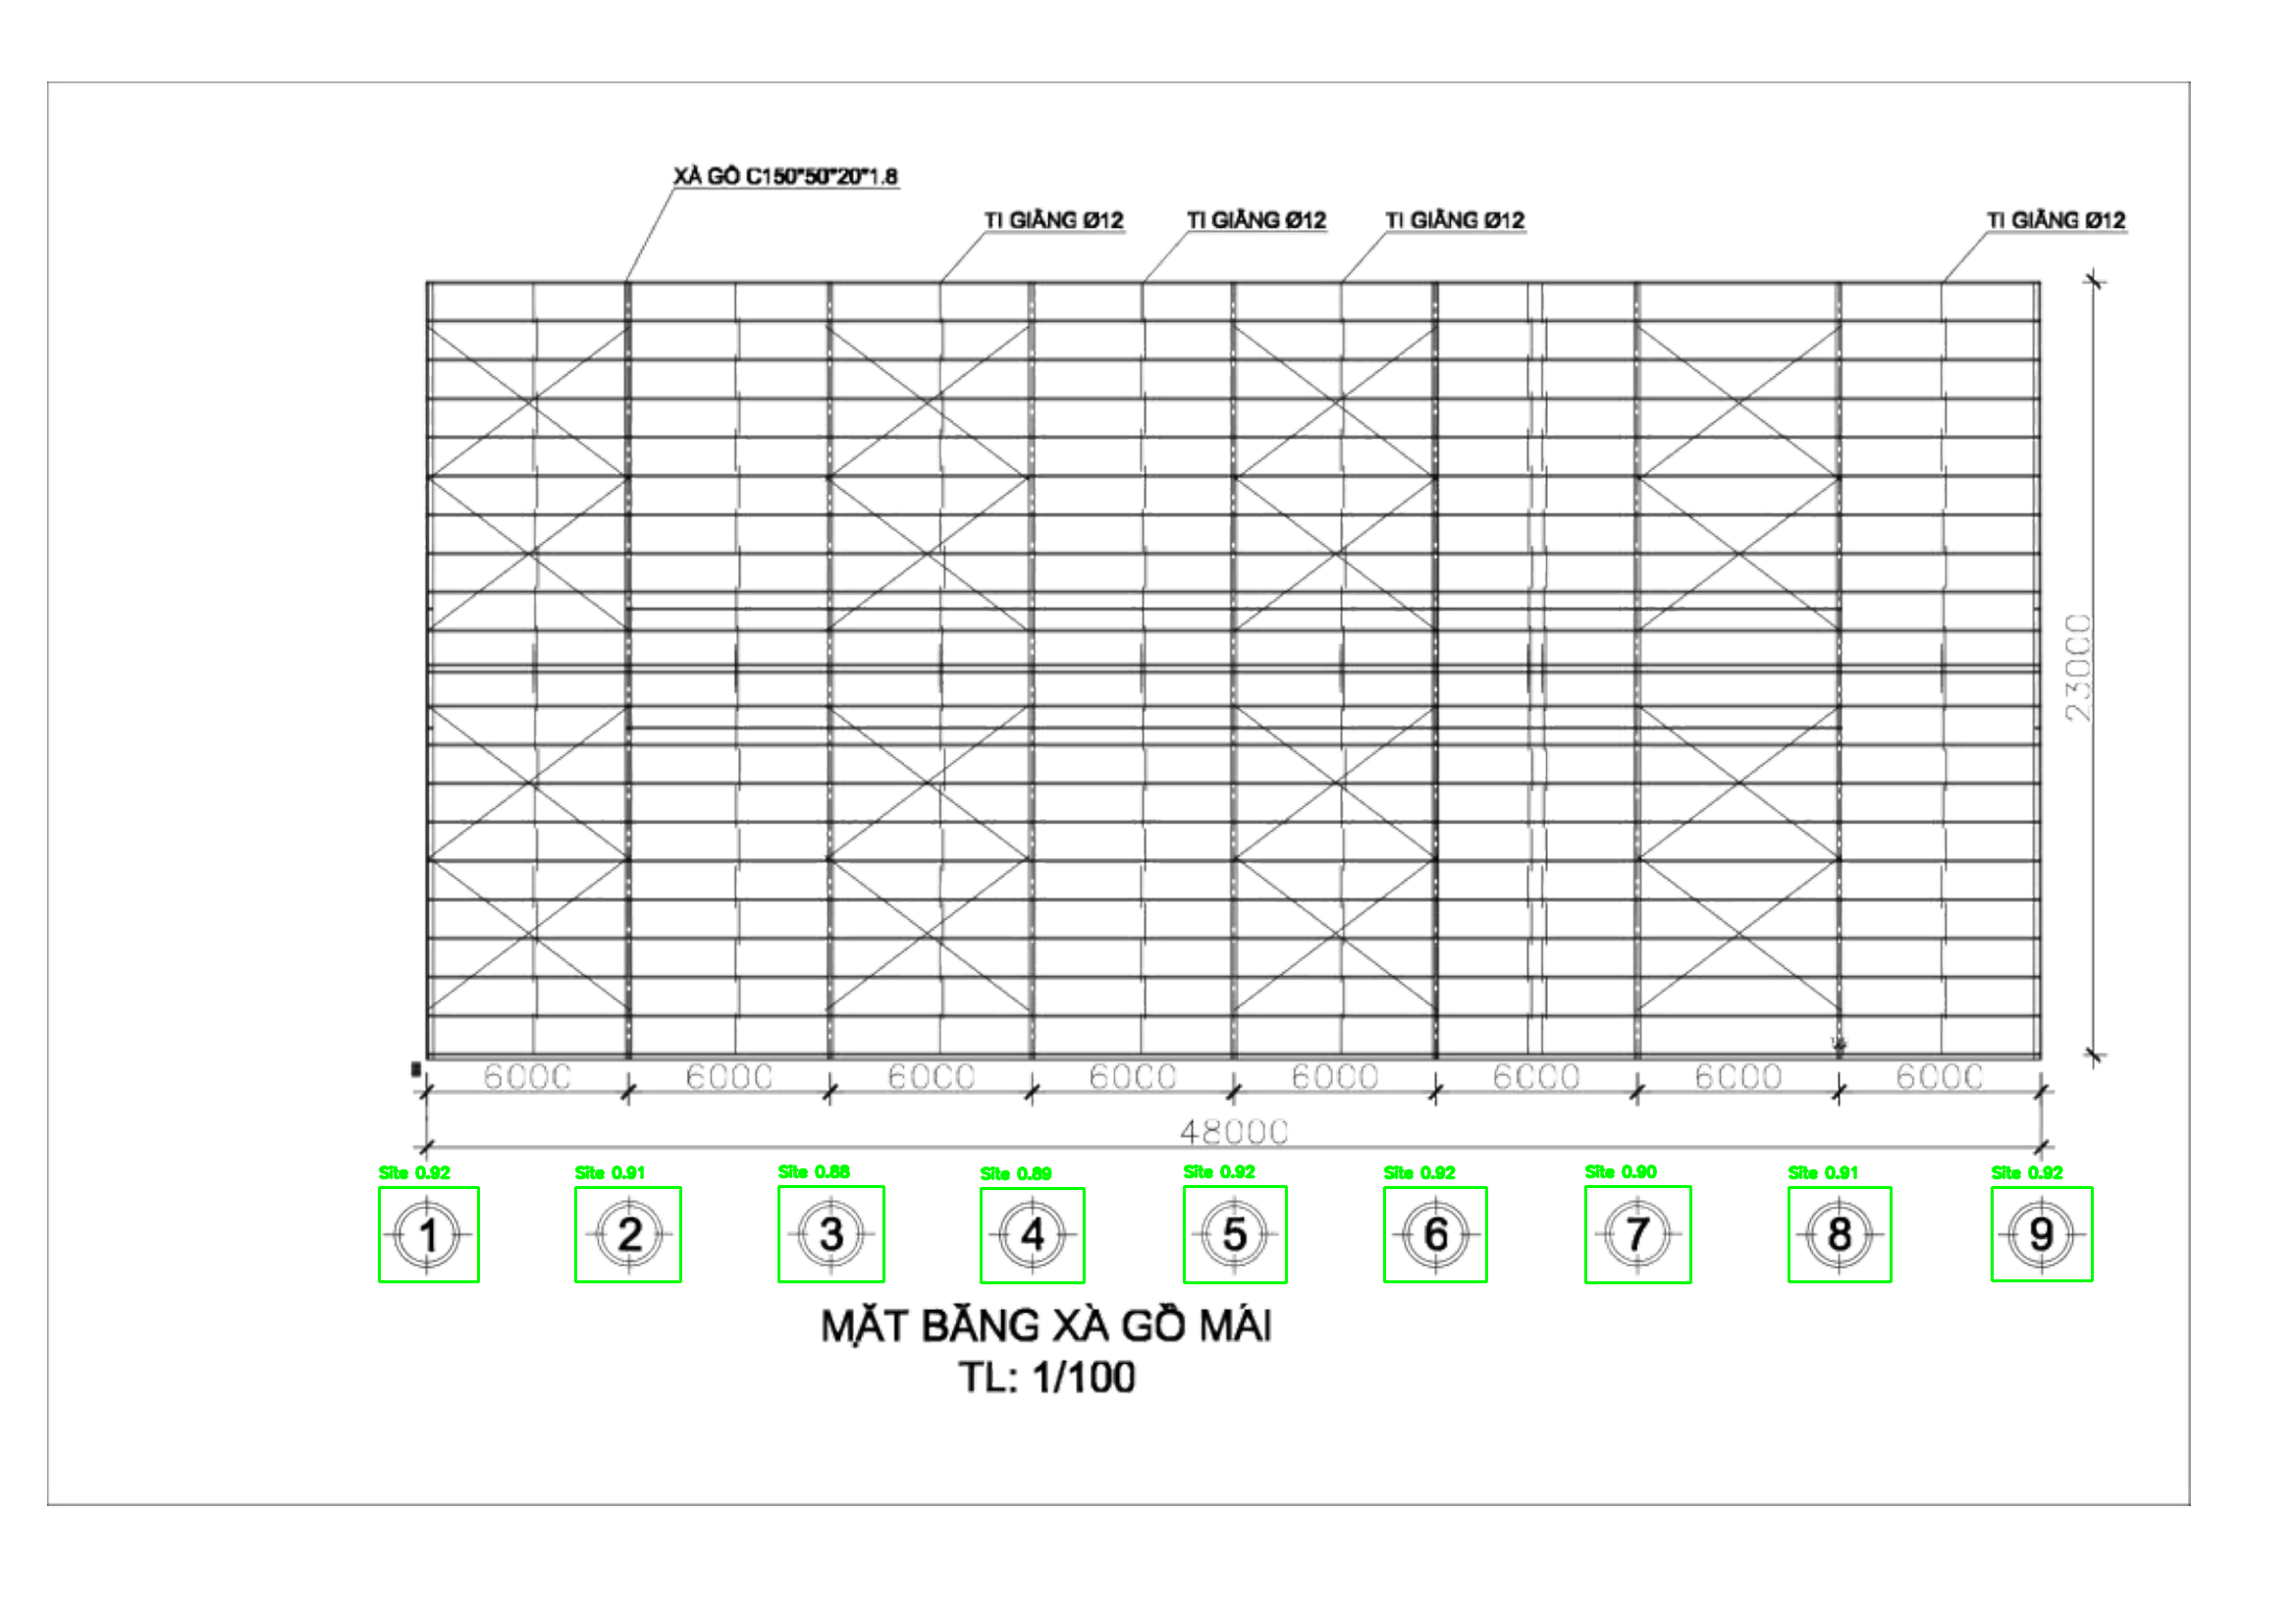 XÀ GỒ C150*50*20*1.8
TI GIẰNG Ø12 TI GIẰNG Ø12 TI GIẰNG Ø12 TI GIẰNG Ø12
23000
6000 6000 6000 6000 6000 6000 6000 6000
48000
Site 0.92 Site 0.91 Site 0.88 Site 0.89 Site 0.92 Site 0.92 Site 0.90 Site 0.91 Site 0.92
1 2 3 4 5 6 7 8 9
MẶT BẰNG XÀ GỒ MÁI
TL: 1/100